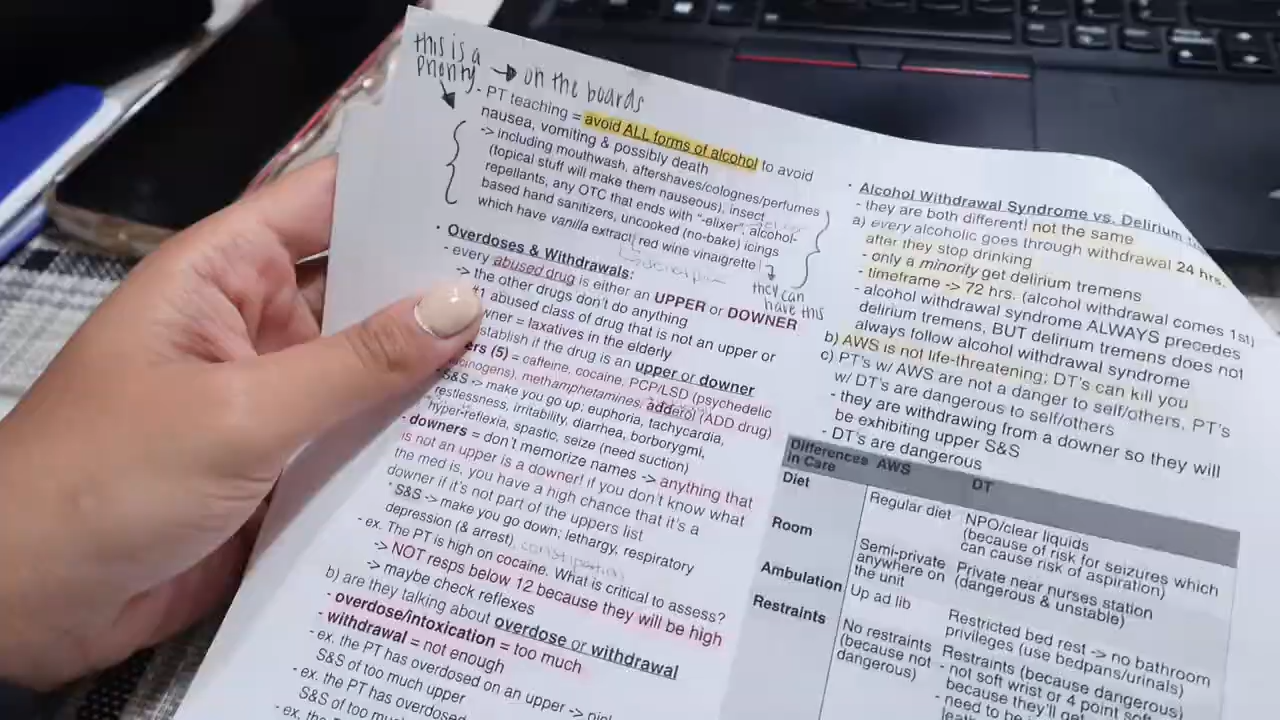 this is a
priority → on the boards
- PT teaching = avoid ALL forms of alcohol to avoid
nausea, vomiting & possibly death
-> including mouthwash, aftershaves/colognes/perfumes
(topical stuff will make them nauseous), insect
repellants, any OTC that ends with "-elixer", alcohol-
based hand sanitizers, uncooked (no-bake) icings
which have vanilla extract, red wine vinaigrette
they can
have this
• Overdoses & Withdrawals:
- every abused drug is either an UPPER or DOWNER
-> the other drugs don't do anything
#1 abused class of drug that is not an upper or
wner = laxatives in the elderly
establish if the drug is an upper or downer
ers (5) = caffeine, cocaine, PCP/LSD (psychedelic
cinogens), methamphetamines, adderol (ADD drug)
S&S -> make you go up; euphoria, tachycardia,
restlessness, irritability, diarrhea, borborygmi,
hyper-reflexia, spastic, seize (need suction)
- downers = don't memorize names -> anything that
is not an upper is a downer! if you don't know what
the med is, you have a high chance that it's a
downer if it's not part of the uppers list
* S&S -> make you go down; lethargy, respiratory
depression (& arrest), constipation
- ex. The PT is high on cocaine. What is critical to assess?
-> NOT resps below 12 because they will be high
-> maybe check reflexes
b) are they talking about overdose or withdrawal
- overdose/intoxication = too much
- withdrawal = not enough
- ex. the PT has overdosed on an upper ->
S&S of too much upper
- ex. the PT has overdosed
S&S of too much
- ex. the
• Alcohol Withdrawal Syndrome vs. Delirium
- they are both different! not the same
a) every alcoholic goes through withdrawal 24 hrs.
after they stop drinking
- only a minority get delirium tremens
- timeframe -> 72 hrs. (alcohol withdrawal comes 1st)
- alcohol withdrawal syndrome ALWAYS precedes
delirium tremens, BUT delirium tremens does not
always follow alcohol withdrawal syndrome
b) AWS is not life-threatening; DT's can kill you
c) PT's w/ AWS are not a danger to self/others, PT's
w/ DT's are dangerous to self/others
- they are withdrawing from a downer so they will
be exhibiting upper S&S
- DT's are dangerous
Differences AWS DT
in Care
Diet Regular diet NPO/clear liquids
(because of risk for seizures which
can cause risk of aspiration)
Room Semi-private Private near nurses station
anywhere on (dangerous & unstable)
the unit
Ambulation Up ad lib Restricted bed rest -> no bathroom
privileges (use bedpans/urinals)
Restraints No restraints Restraints (because dangerous)
(because not - not soft wrist or 4 point soft
dangerous) because they'll get
- need to be